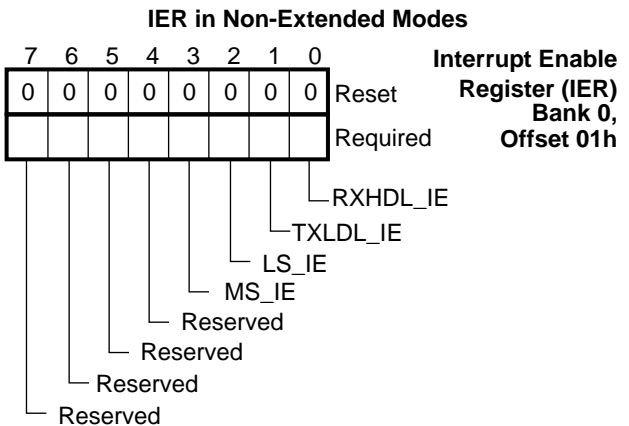 IER in Non-Extended Modes
7 6 5 4 3 2 1 0
Interrupt Enable
Register (IER)
Bank 0,
Offset 01h
0 0 0 0 0 0 0 0 Reset
Required
RXHDL_IE
TXLDL_IE
LS_IE
MS_IE
Reserved
Reserved
Reserved
Reserved